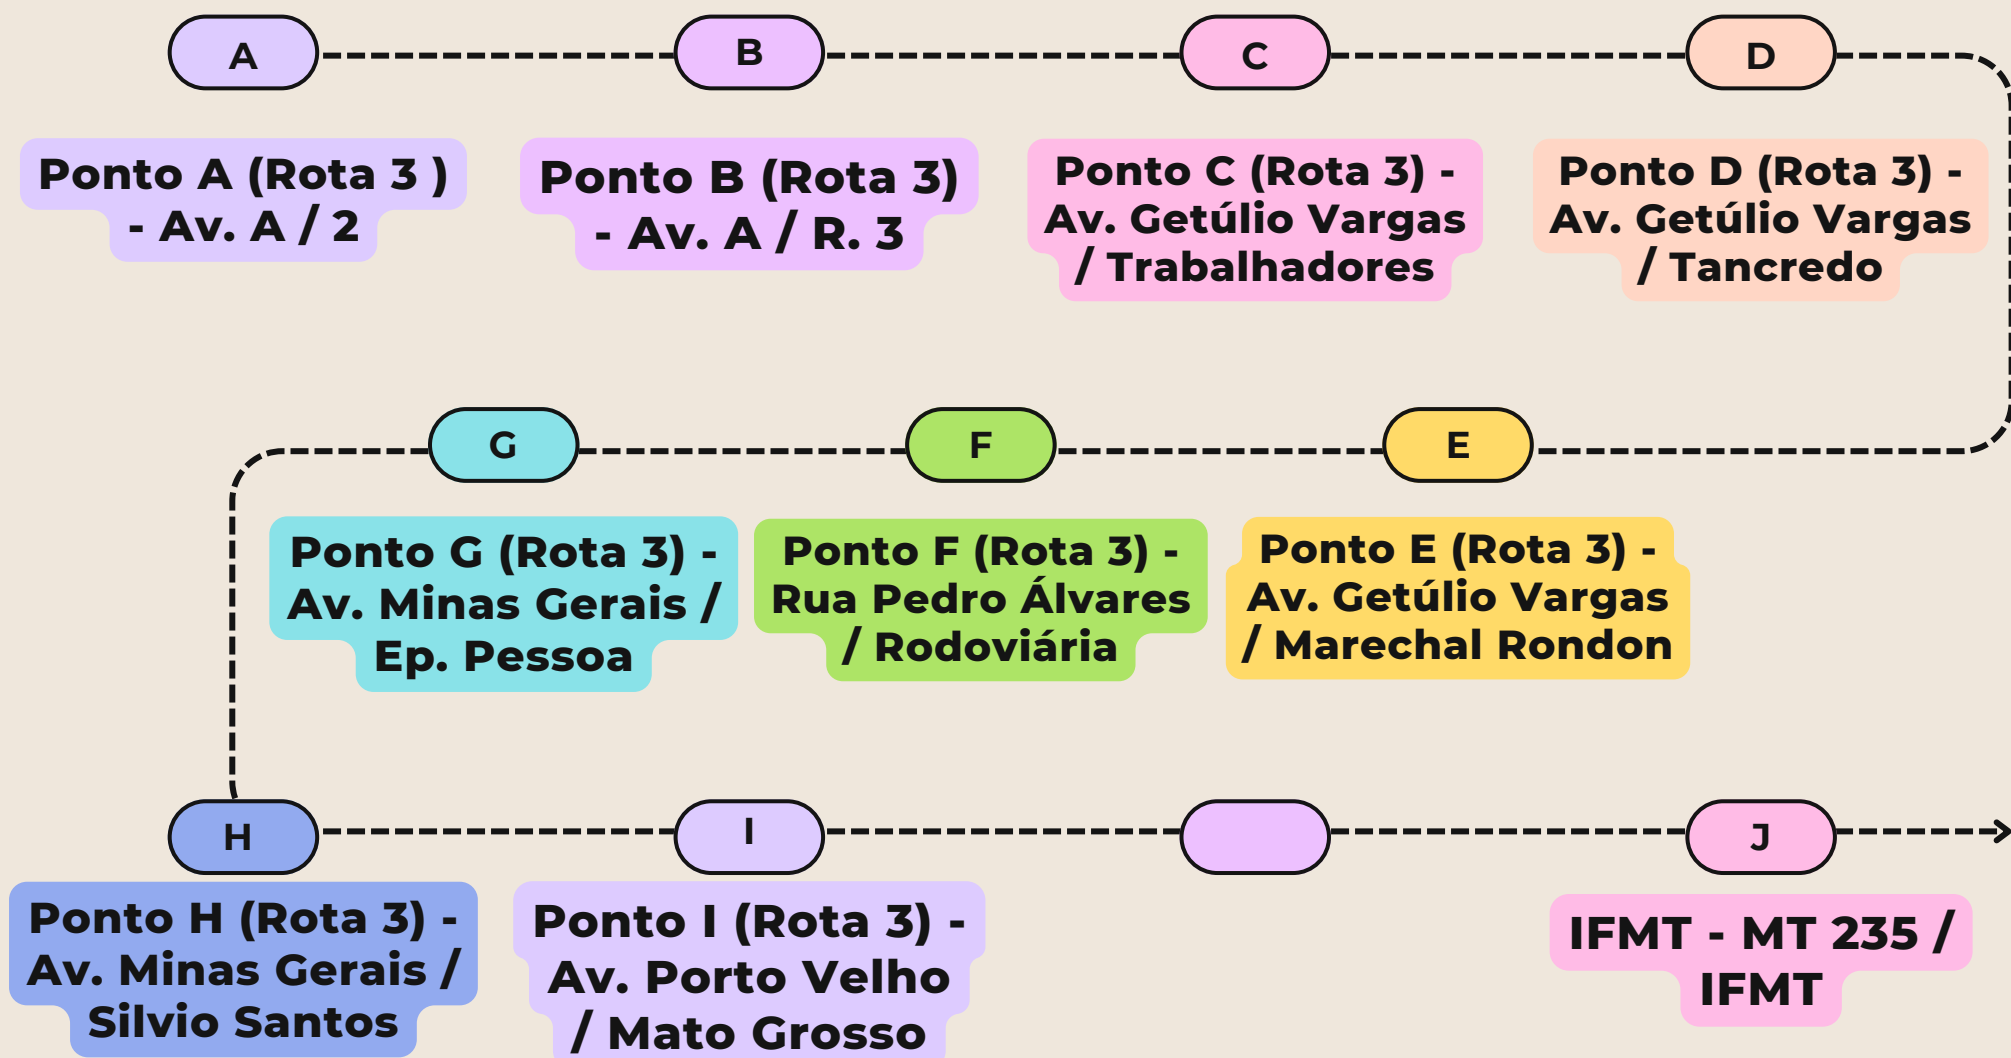 A
B
C
D
Ponto A (Rota 3 )
- Av. A / 2
Ponto B (Rota 3)
- Av. A / R. 3
Ponto C (Rota 3) -
Av. Getúlio Vargas
/ Trabalhadores
Ponto D (Rota 3) -
Av. Getúlio Vargas
/ Tancredo
G
F
E
Ponto G (Rota 3) -
Av. Minas Gerais /
Ep. Pessoa
Ponto F (Rota 3) -
Rua Pedro Álvares
/ Rodoviária
Ponto E (Rota 3) -
Av. Getúlio Vargas
/ Marechal Rondon
H
I
J
Ponto H (Rota 3) -
Av. Minas Gerais /
Silvio Santos
Ponto I (Rota 3) -
Av. Porto Velho
/ Mato Grosso
IFMT - MT 235 /
IFMT